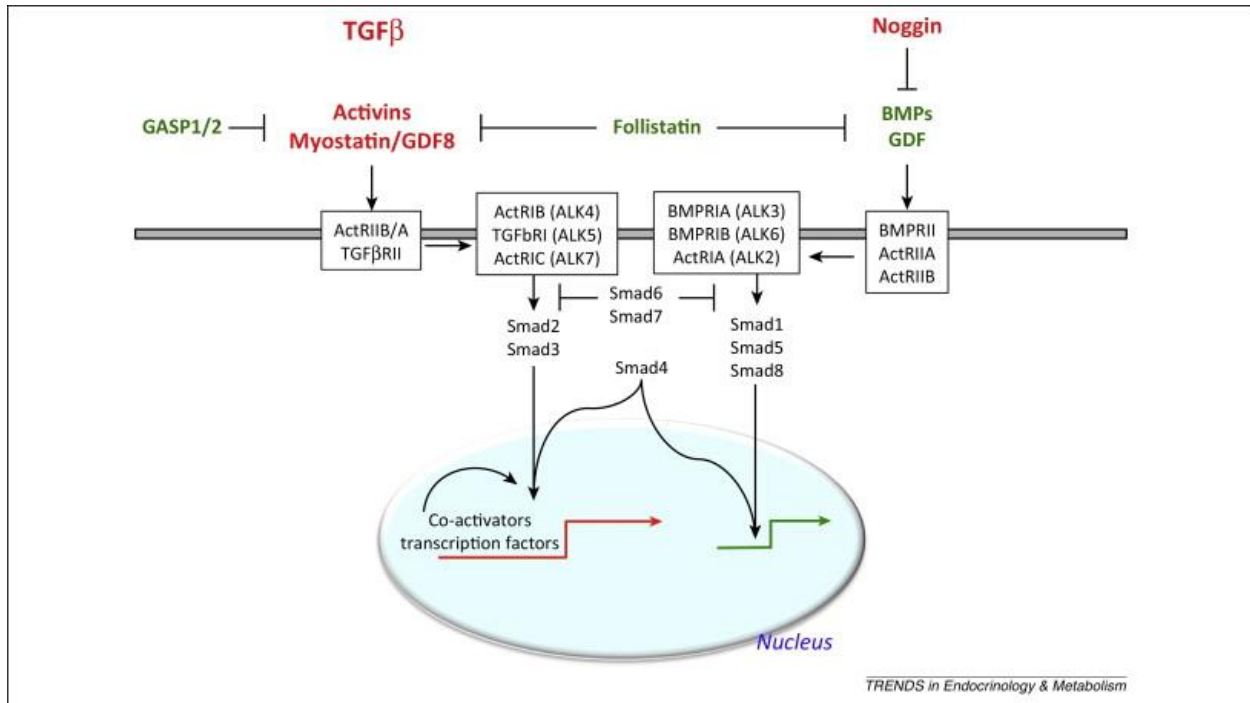 TGFβ
Noggin
GASP1/2
Activins
Myostatin/GDF8
Follistatin
BMPs
GDF
ActRIIB/A
TGFβRII
ActRIB (ALK4)
TGFbRI (ALK5)
ActRIC (ALK7)
BMPRIA (ALK3)
BMPRIB (ALK6)
ActRIA (ALK2)
BMPRII
ActRIIA
ActRIIB
Smad6
Smad7
Smad2
Smad3
Smad1
Smad5
Smad8
Smad4
Co-activators
transcription factors
Nucleus
TRENDS in Endocrinology & Metabolism